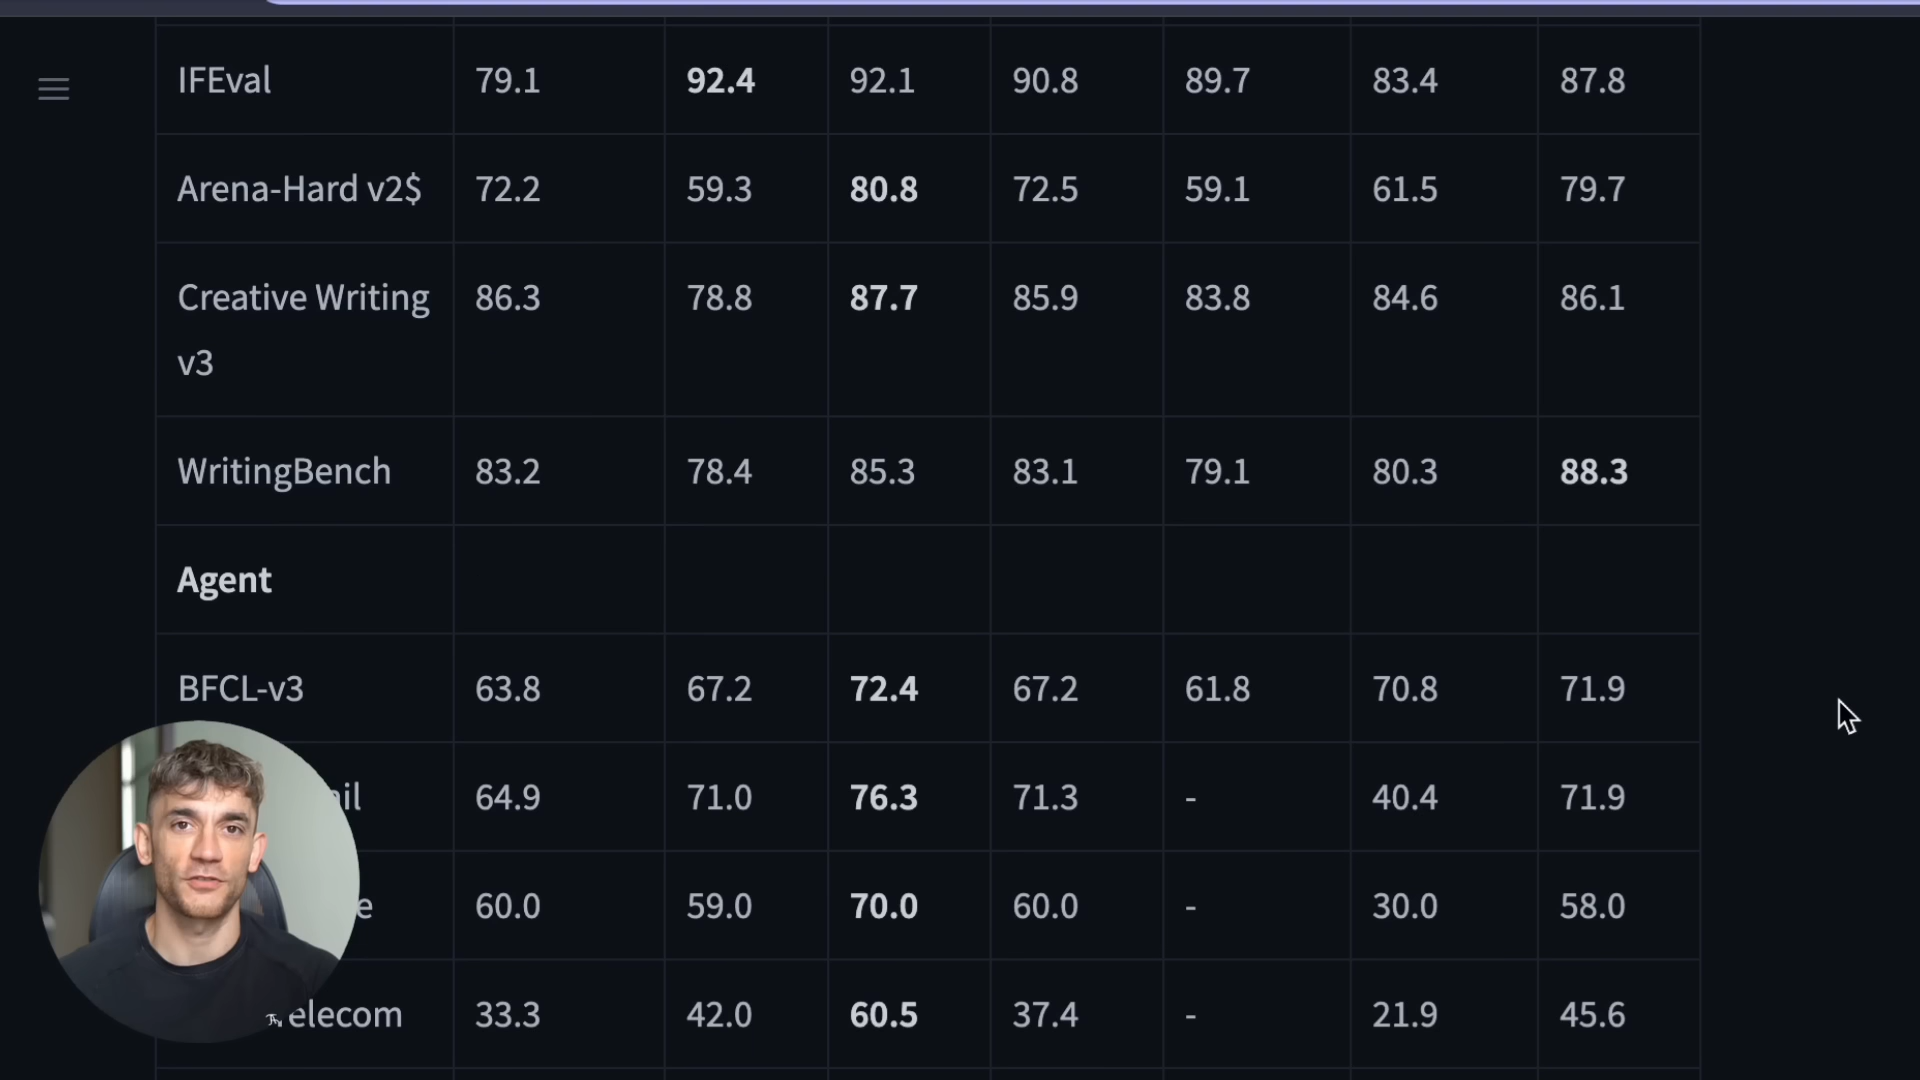 IFEval 79.1 92.4 92.1 90.8 89.7 83.4 87.8
Arena-Hard v2$ 72.2 59.3 80.8 72.5 59.1 61.5 79.7
Creative Writing 86.3 78.8 87.7 85.9 83.8 84.6 86.1
v3
WritingBench 83.2 78.4 85.3 83.1 79.1 80.3 88.3
Agent
BFCL-v3 63.8 67.2 72.4 67.2 61.8 70.8 71.9
64.9 71.0 76.3 71.3 - 40.4 71.9
60.0 59.0 70.0 60.0 - 30.0 58.0
elecom 33.3 42.0 60.5 37.4 - 21.9 45.6